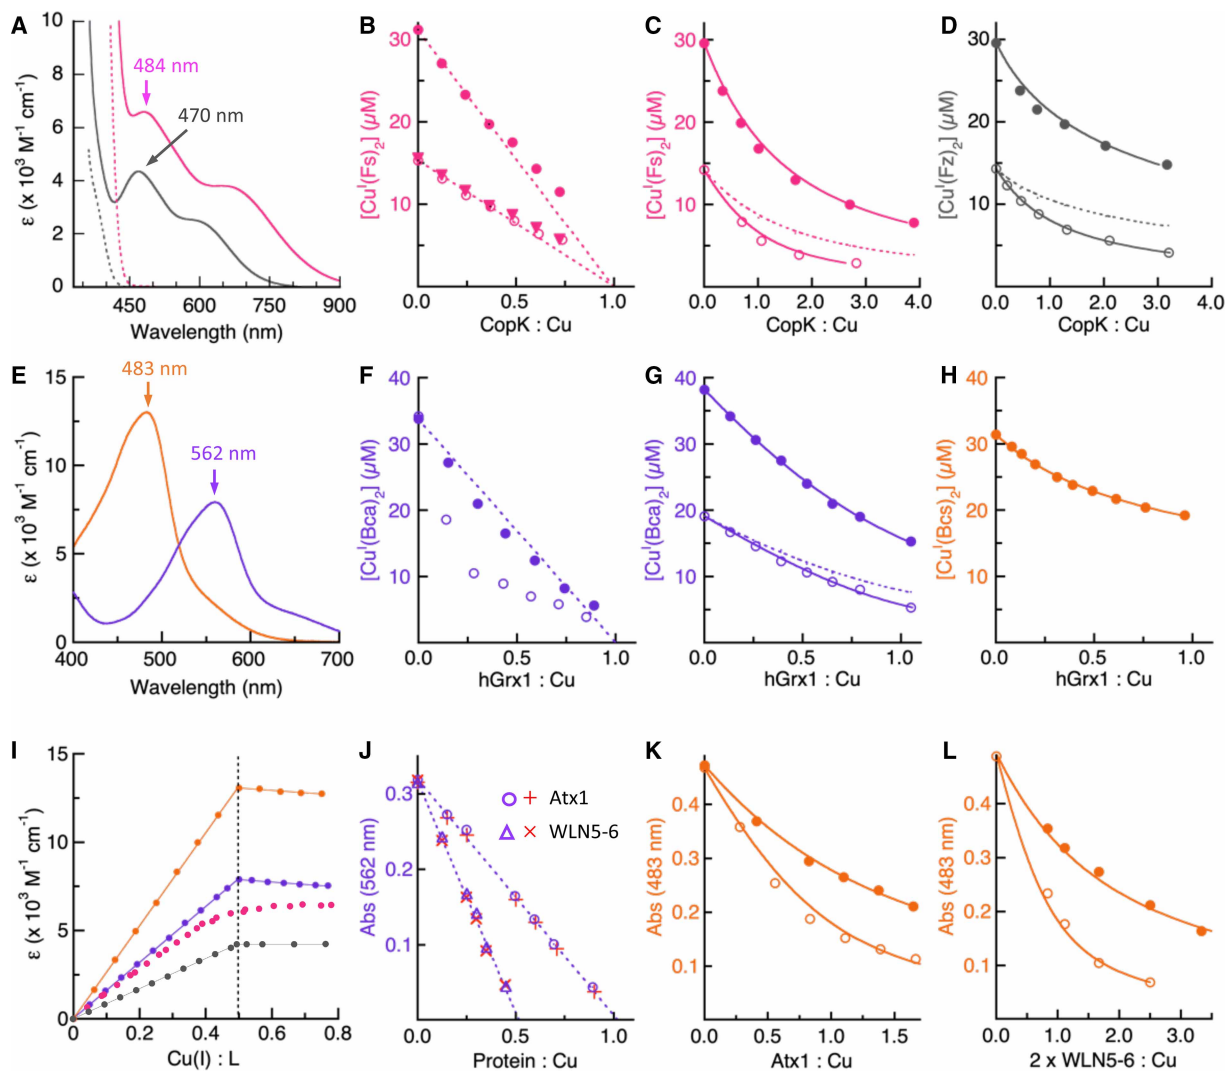 A
ε (x 10³ M⁻¹ cm⁻¹)
10
8
6
4
2
0
484 nm
470 nm
450
600
750
900
Wavelength (nm)
B
[Cuᴵ(Fs)₂] (µM)
30
20
10
0.0
0.5
1.0
CopK : Cu
C
[Cuᴵ(Fs)₂] (µM)
30
20
10
0.0
1.0
2.0
3.0
4.0
CopK : Cu
D
[Cuᴵ(Fz)₂] (µM)
30
20
10
0.0
1.0
2.0
3.0
4.0
CopK : Cu
E
ε (x 10³ M⁻¹ cm⁻¹)
15
10
5
0
483 nm
562 nm
400
500
600
700
Wavelength (nm)
F
[Cuᴵ(Bca)₂] (µM)
40
30
20
10
0.0
0.5
1.0
hGrx1 : Cu
G
[Cuᴵ(Bca)₂] (µM)
40
30
20
10
0.0
0.5
1.0
hGrx1 : Cu
H
[Cuᴵ(Bcs)₂] (µM)
40
30
20
10
0.0
0.5
1.0
hGrx1 : Cu
I
ε (x 10³ M⁻¹ cm⁻¹)
15
10
5
0
0
0.2
0.4
0.6
0.8
Cu(I) : L
J
Abs (562 nm)
0.3
0.2
0.1
Atx1
WLN5-6
0.0
0.5
1.0
Protein : Cu
K
Abs (483 nm)
0.4
0.3
0.2
0.1
0.0
0.5
1.0
1.5
Atx1 : Cu
L
Abs (483 nm)
0.4
0.3
0.2
0.1
0.0
1.0
2.0
3.0
2 x WLN5-6 : Cu